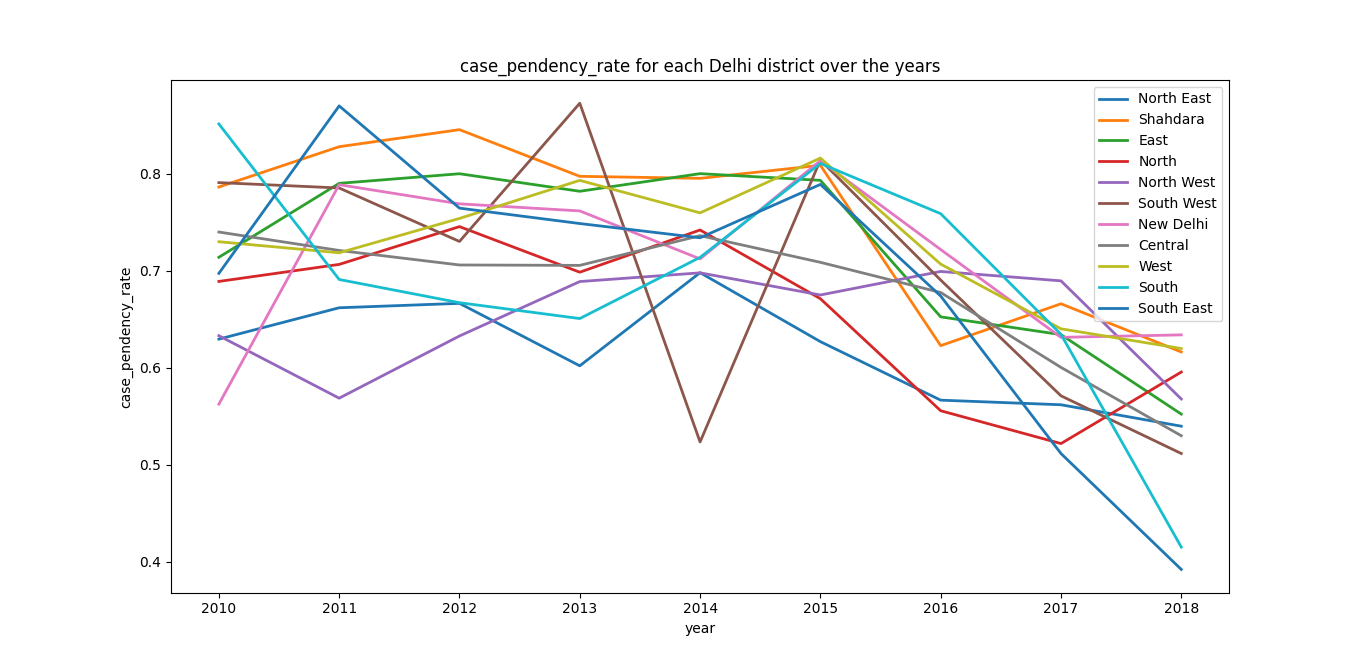 case_pendency_rate for each Delhi district over the years
North East
Shahdara
East
North
North West
South West
New Delhi
Central
West
South
South East
0.8
0.7
0.6
0.5
0.4
case_pendency_rate
2010 2011 2012 2013 2014 2015 2016 2017 2018
year